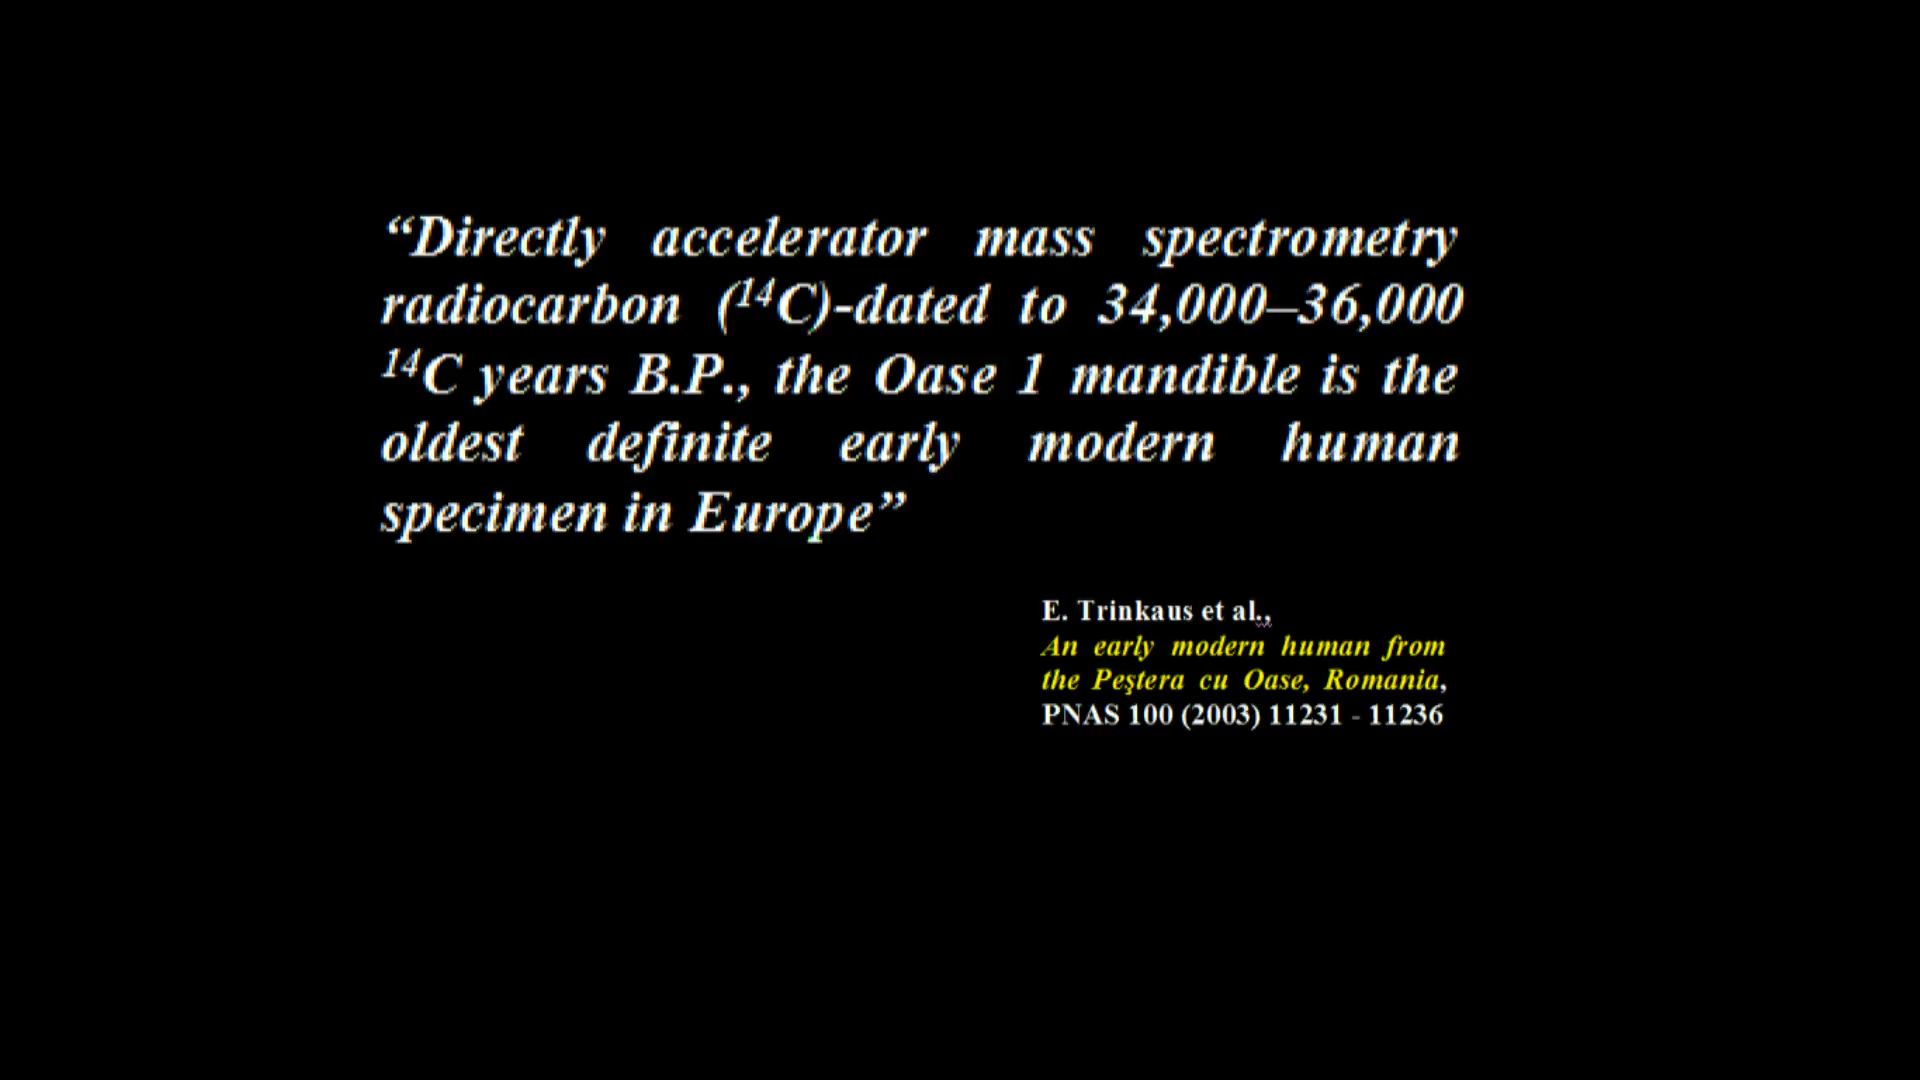 “Directly accelerator mass spectrometry
radiocarbon (¹⁴C)-dated to 34,000–36,000
¹⁴C years B.P., the Oase 1 mandible is the
oldest definite early modern human
specimen in Europe”
E. Trinkaus et al.,
An early modern human from
the Peştera cu Oase, Romania,
PNAS 100 (2003) 11231 - 11236